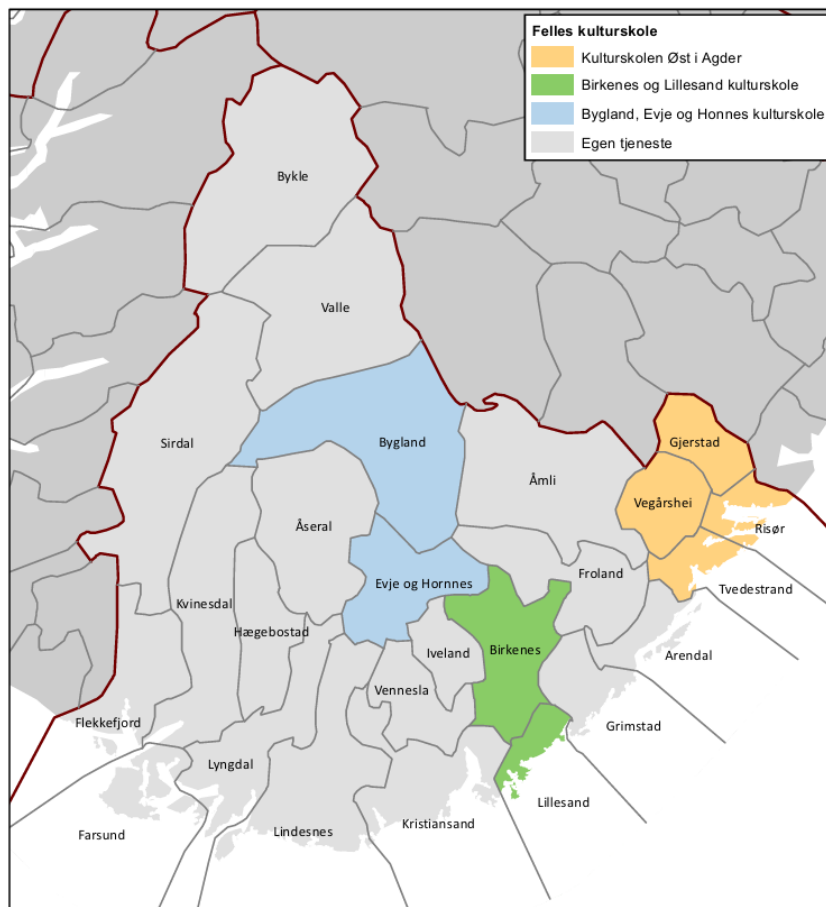 Felles kulturskole
Kulturskolen Øst i Agder
Birkenes og Lillesand kulturskole
Bygland, Evje og Honnes kulturskole
Egen tjeneste
Bykle
Valle
Sirdal
Bygland
Gjerstad
Åmli
Vegårshei
Åseral
Risør
Evje og Hornnes
Froland
Tvedestrand
Kvinesdal
Hægebostad
Iveland
Birkenes
Arendal
Vennesla
Flekkefjord
Grimstad
Lyngdal
Lillesand
Kristiansand
Farsund
Lindesnes